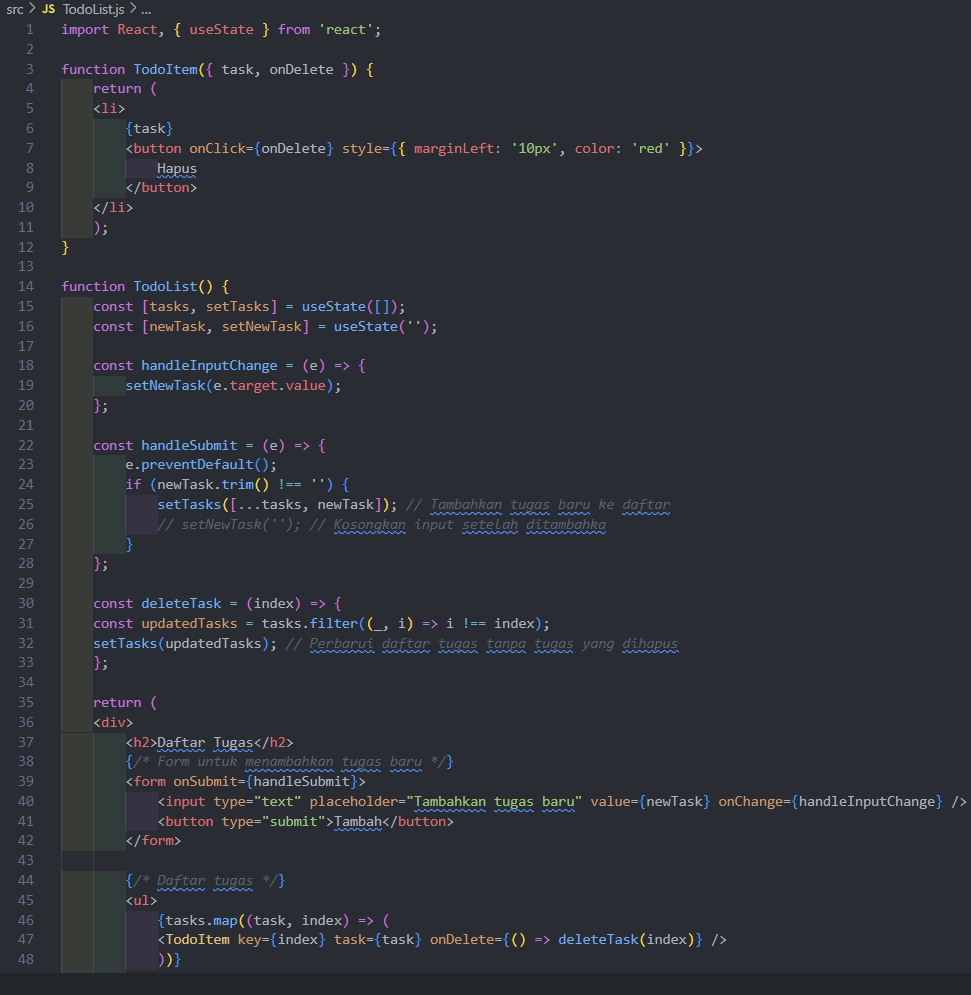 src > JS TodoList.js > ...
1 import React, { useState } from 'react';
2
3 function TodoItem({ task, onDelete }) {
4     return (
5     <li>
6         {task}
7         <button onClick={onDelete} style={{ marginLeft: '10px', color: 'red' }}>
8             Hapus
9         </button>
10     </li>
11     );
12 }
13
14 function TodoList() {
15     const [tasks, setTasks] = useState([]);
16     const [newTask, setNewTask] = useState('');
17
18     const handleInputChange = (e) => {
19         setNewTask(e.target.value);
20     };
21
22     const handleSubmit = (e) => {
23         e.preventDefault();
24         if (newTask.trim() !== '') {
25             setTasks([...tasks, newTask]); // Tambahkan tugas baru ke daftar
26             // setNewTask(''); // Kosongkan input setelah ditambahka
27         }
28     };
29
30     const deleteTask = (index) => {
31     const updatedTasks = tasks.filter((_, i) => i !== index);
32     setTasks(updatedTasks); // Perbarui daftar tugas tanpa tugas yang dihapus
33     };
34
35     return (
36     <div>
37         <h2>Daftar Tugas</h2>
38         {/* Form untuk menambahkan tugas baru */}
39         <form onSubmit={handleSubmit}>
40             <input type="text" placeholder="Tambahkan tugas baru" value={newTask} onChange={handleInputChange} />
41             <button type="submit">Tambah</button>
42         </form>
43
44         {/* Daftar tugas */}
45         <ul>
46             {tasks.map((task, index) => (
47             <TodoItem key={index} task={task} onDelete={() => deleteTask(index)} />
48             ))}